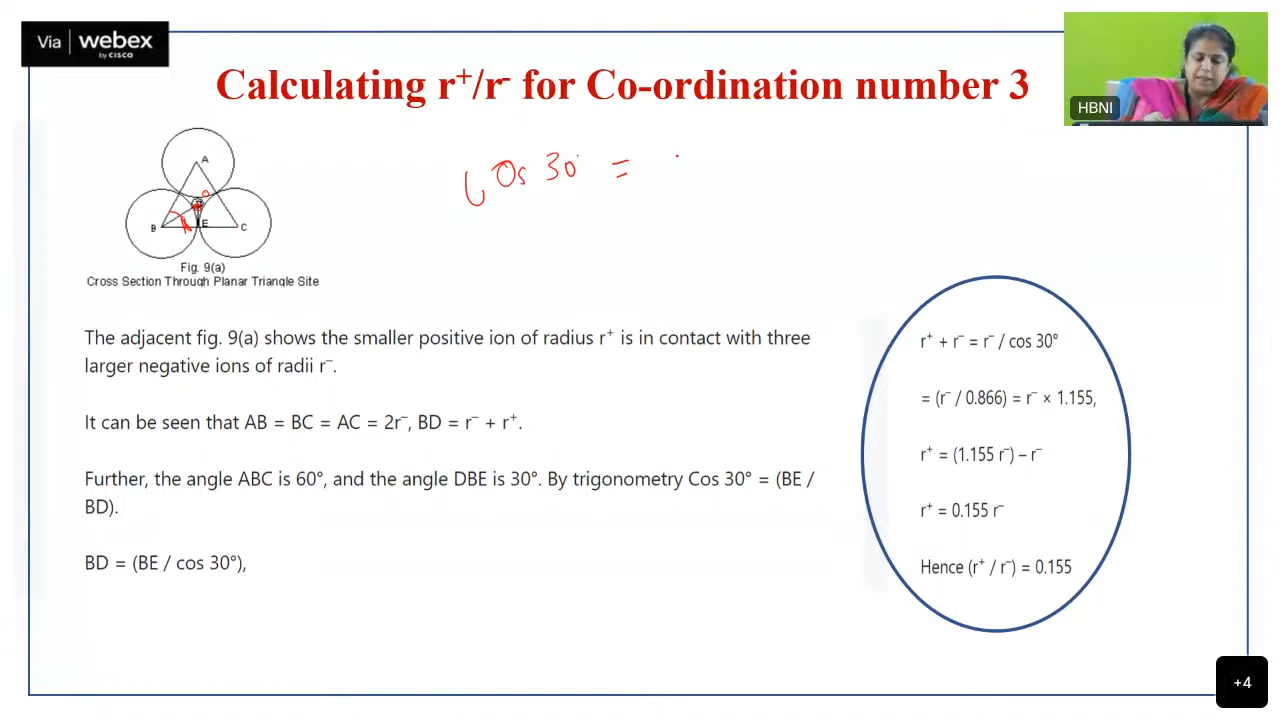 Via webex
by CISCO
HBNI
Calculating r⁺/r⁻ for Co-ordination number 3
Cos 30° =
A
B
E
C
Fig. 9(a)
Cross Section Through Planar Triangle Site
The adjacent fig. 9(a) shows the smaller positive ion of radius r⁺ is in contact with three
larger negative ions of radii r⁻.
It can be seen that AB = BC = AC = 2r⁻, BD = r⁻ + r⁺.
Further, the angle ABC is 60°, and the angle DBE is 30°. By trigonometry Cos 30° = (BE /
BD).
BD = (BE / cos 30°),
r⁺ + r⁻ = r⁻ / cos 30°
= (r⁻ / 0.866) = r⁻ × 1.155,
r⁺ = (1.155 r⁻) – r⁻
r⁺ = 0.155 r⁻
Hence (r⁺ / r⁻) = 0.155
+4